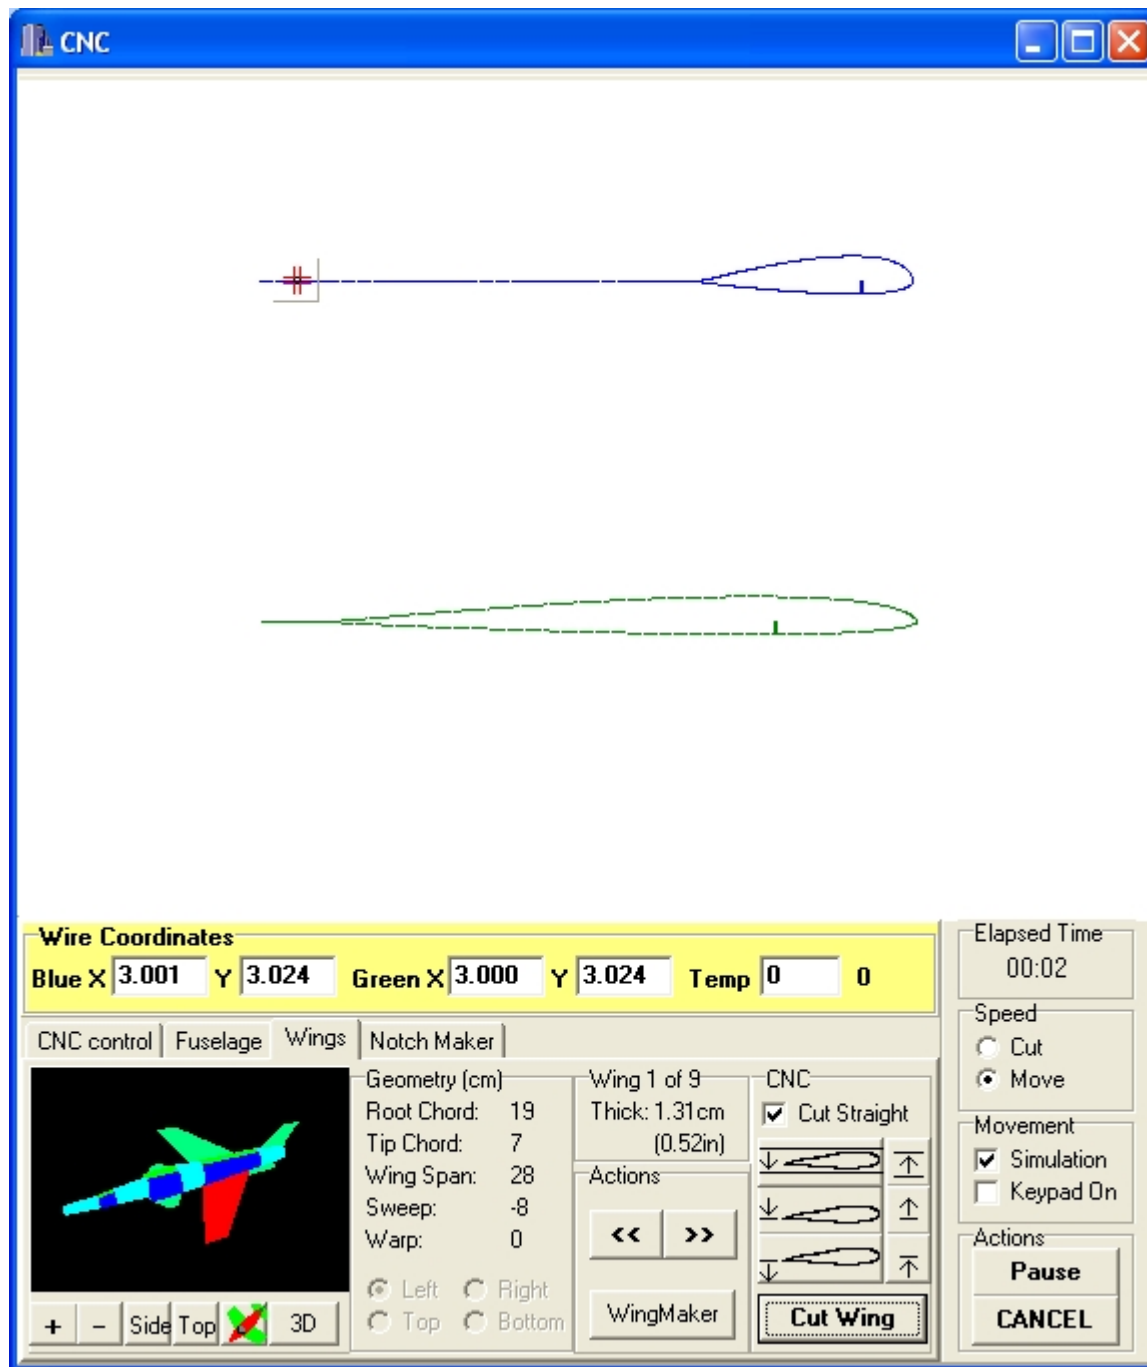 CNC
Wire Coordinates
Blue X 3.001 Y 3.024 Green X 3.000 Y 3.024 Temp 0 0
CNC control Fuselage Wings Notch Maker
Geometry (cm)
Root Chord: 19
Tip Chord: 7
Wing Span: 28
Sweep: -8
Warp: 0
Left Right
Top Bottom
+ - Side Top 3D
Wing 1 of 9
Thick: 1.31cm
(0.52in)
Actions
<< >>
WingMaker
CNC
Cut Straight
Cut Wing
Elapsed Time
00:02
Speed
Cut
Move
Movement
Simulation
Keypad On
Actions
Pause
CANCEL